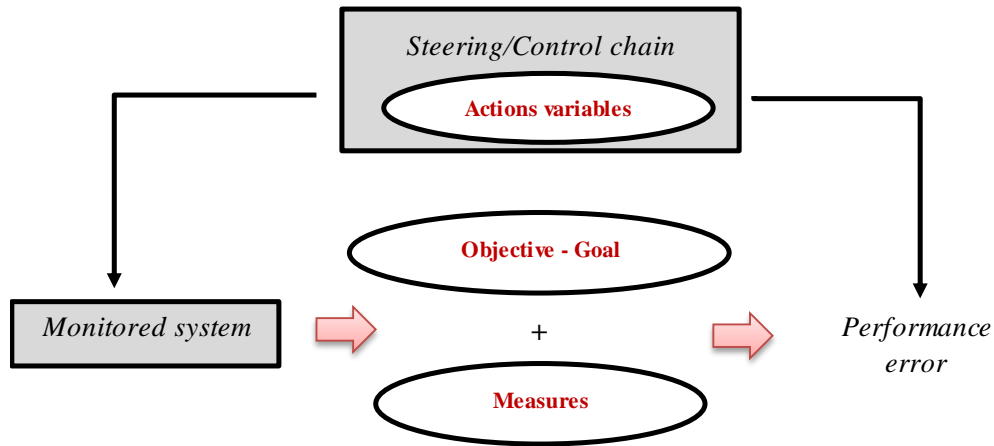 Steering/Control chain
Actions variables
Objective - Goal
Monitored system
+
Performance
error
Measures